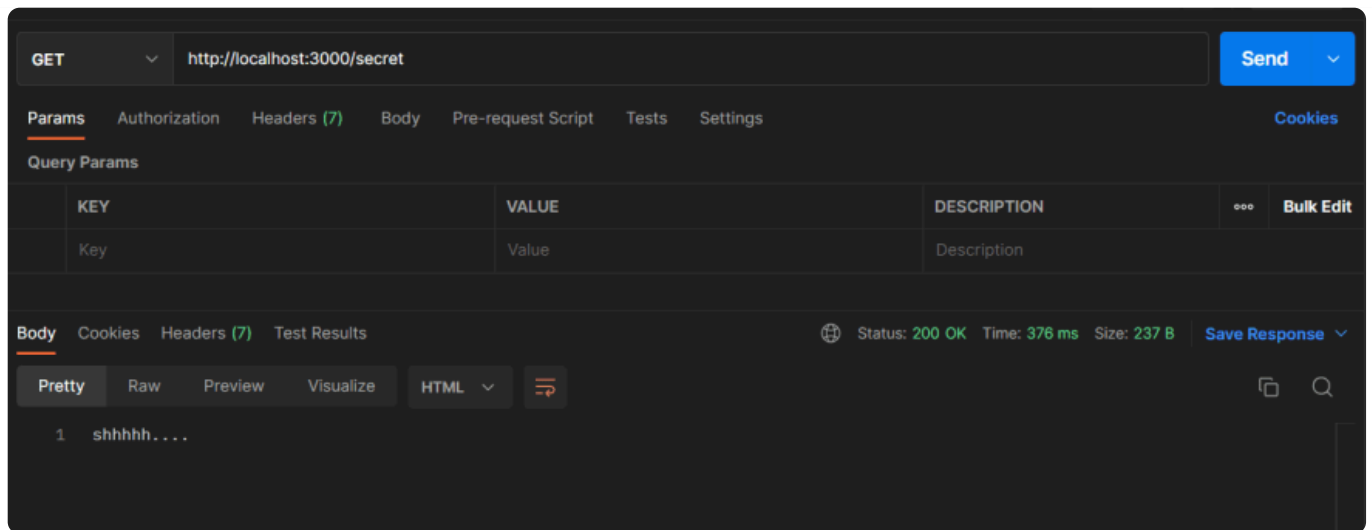 GET http://localhost:3000/secret Send
Params Authorization Headers (7) Body Pre-request Script Tests Settings Cookies
Query Params
KEY VALUE DESCRIPTION ooo Bulk Edit
Key Value Description
Body Cookies Headers (7) Test Results Status: 200 OK Time: 376 ms Size: 237 B Save Response
Pretty Raw Preview Visualize HTML
1 shhhhh....